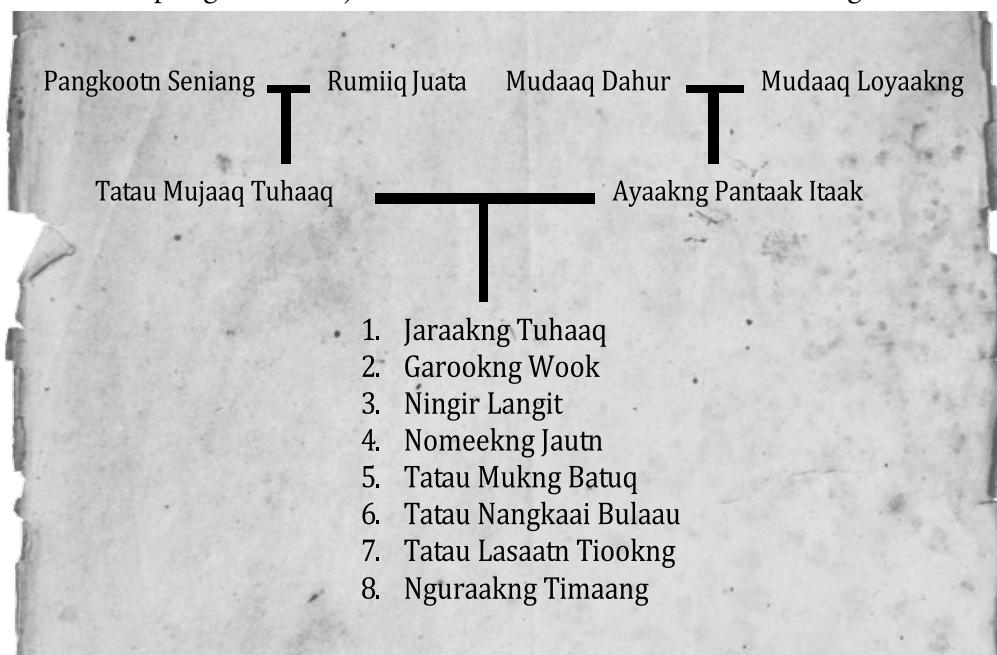 Pangkootn Seniang Rumiiq Juata Mudaaq Dahur Mudaaq Loyaakng
Tatau Mujaaq Tuhaaq Ayaakng Pantaak Itaak
1. Jaraakng Tuhaaq
2. Garookng Wook
3. Ningir Langit
4. Nomeekng Jautn
5. Tatau Mukng Batuq
6. Tatau Nangkaai Bulaau
7. Tatau Lasaatn Tiookng
8. Nguraakng Timaang